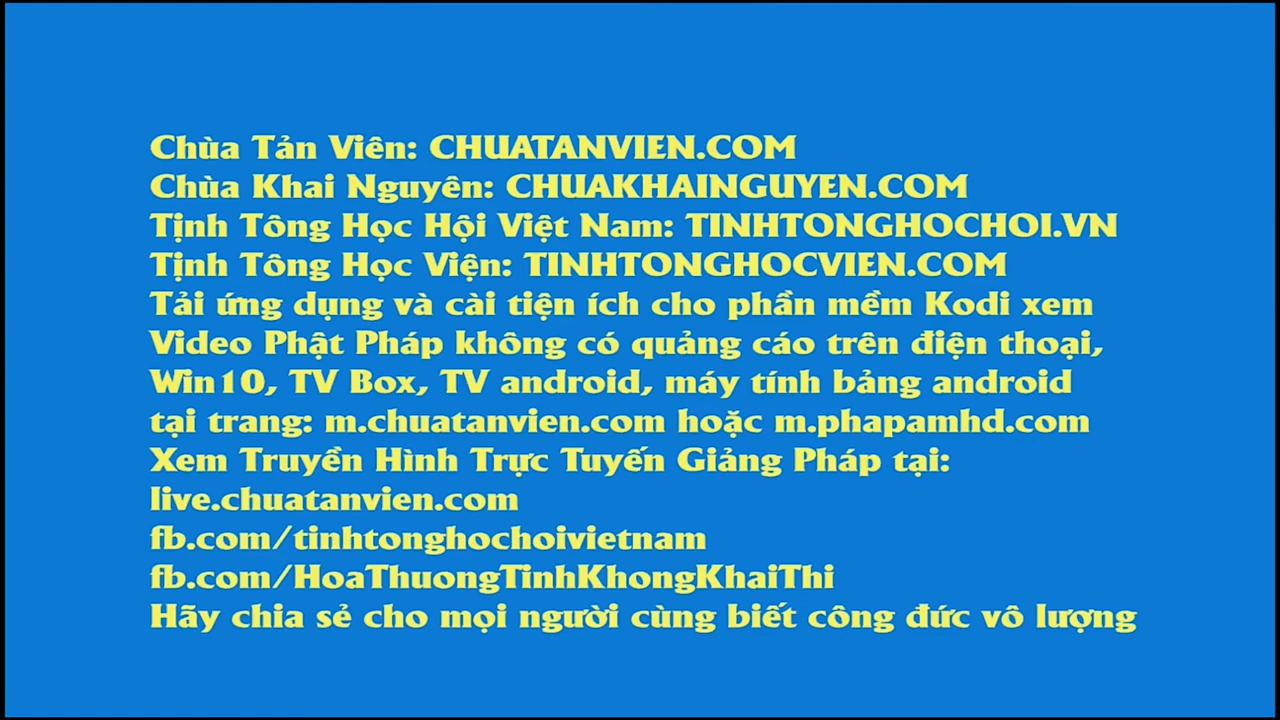 Chùa Tản Viên: CHUATANVIEN.COM
Chùa Khai Nguyên: CHUAKHAINGUYEN.COM
Tịnh Tông Học Hội Việt Nam: TINHTONGHOCHOI.VN
Tịnh Tông Học Viện: TINHTONGHOCVIEN.COM
Tải ứng dụng và cài tiện ích cho phần mềm Kodi xem
Video Phật Pháp không có quảng cáo trên điện thoại,
Win10, TV Box, TV android, máy tính bảng android
tại trang: m.chuatanvien.com hoặc m.phapamhd.com
Xem Truyền Hình Trực Tuyến Giảng Pháp tại:
live.chuatanvien.com
fb.com/tinhtonghochoivietnam
fb.com/HoaThuongTinhKhongKhaiThi
Hãy chia sẻ cho mọi người cùng biết công đức vô lượng